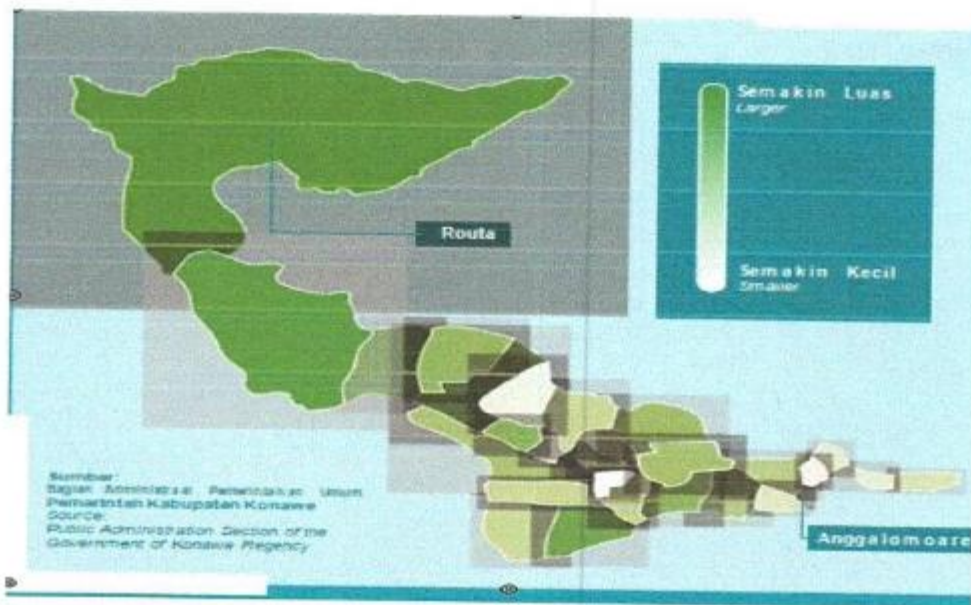 Semakin Luas
Larger
Routa
Semakin Kecil
Smaller
Sumber:
Bagian Administrasi Pemerintahan Umum
Pemerintah Kabupaten Konawe
Source:
Public Administration Section of the
Government of Konawe Regency
Anggalomoare